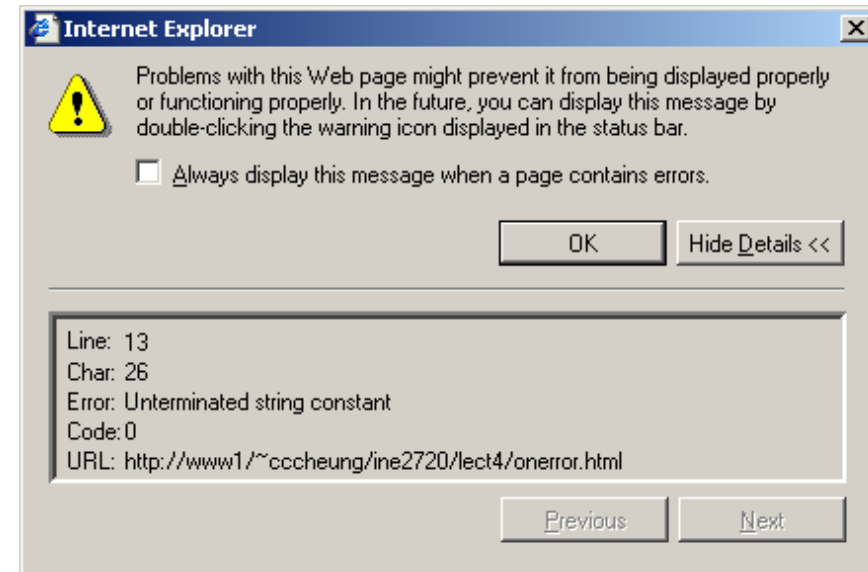 Internet Explorer
Problems with this Web page might prevent it from being displayed properly
or functioning properly. In the future, you can display this message by
double-clicking the warning icon displayed in the status bar.
Always display this message when a page contains errors.
OK
Hide Details <<
Line: 13
Char: 26
Error: Unterminated string constant
Code: 0
URL: http://www1/~cccheung/ine2720/lect4/onerror.html
Previous
Next